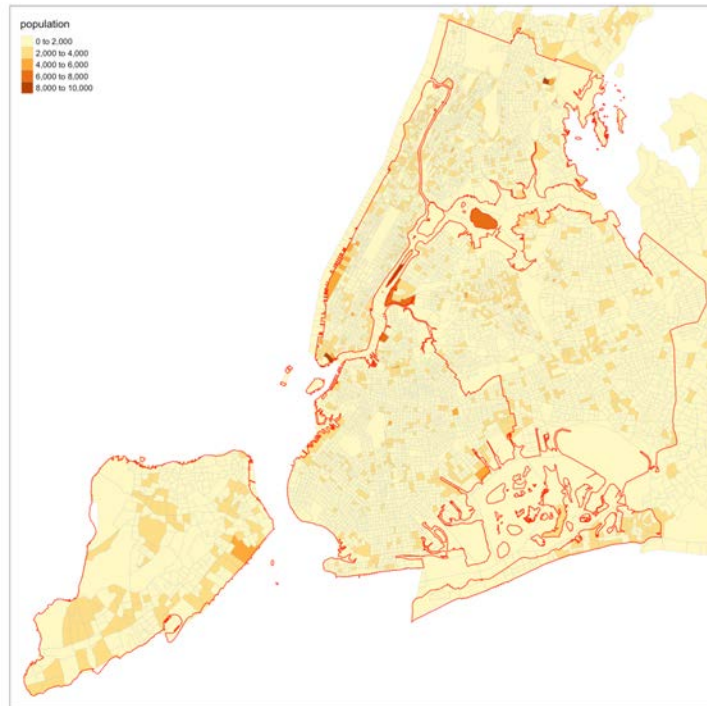 population
0 to 2,000
2,000 to 4,000
4,000 to 6,000
6,000 to 8,000
8,000 to 10,000